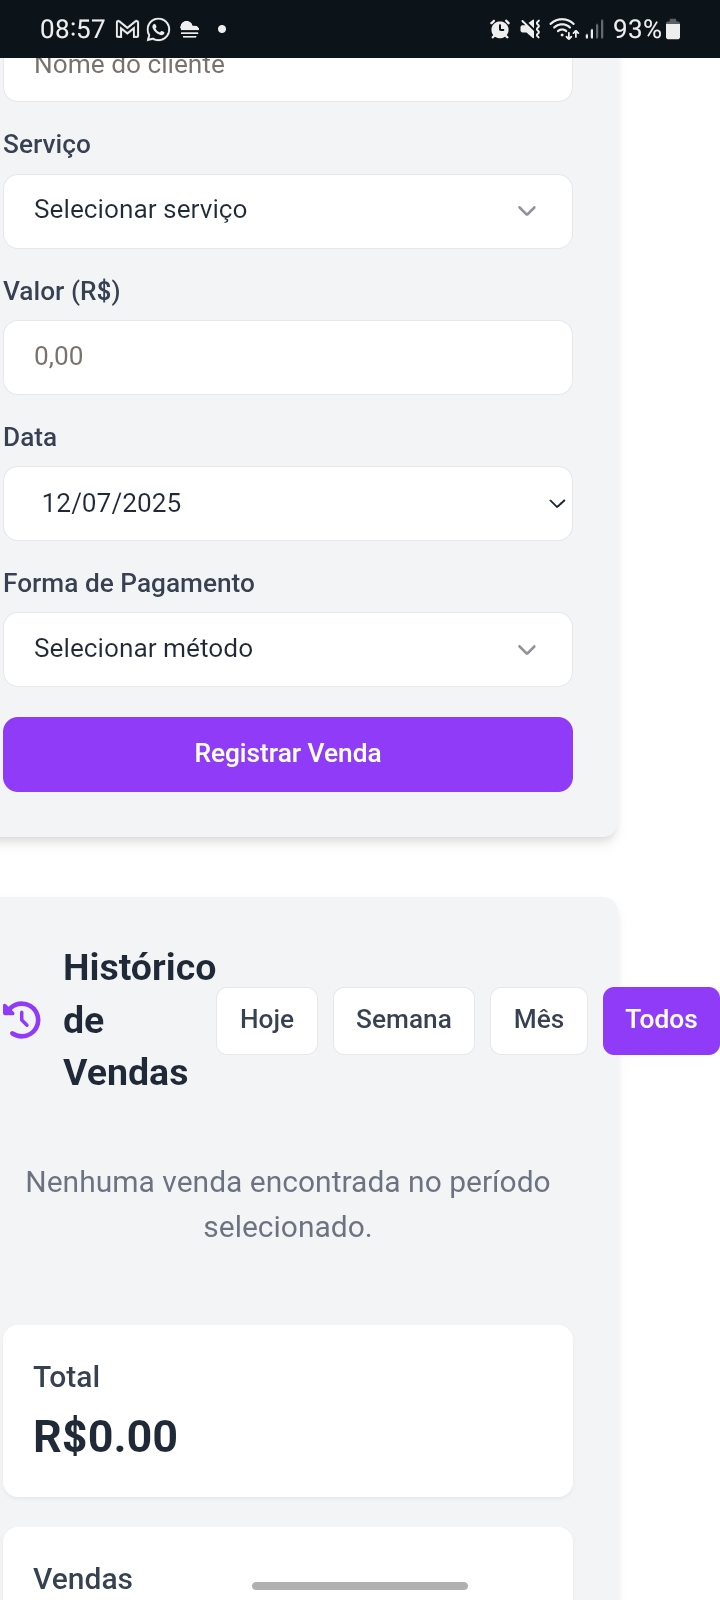 08:57
93%
Nome do cliente
Serviço
Selecionar serviço
Valor (R$)
0,00
Data
12/07/2025
Forma de Pagamento
Selecionar método
Registrar Venda
Histórico
de
Vendas
Hoje Semana Mês Todos
Nenhuma venda encontrada no período
selecionado.
Total
R$0.00
Vendas